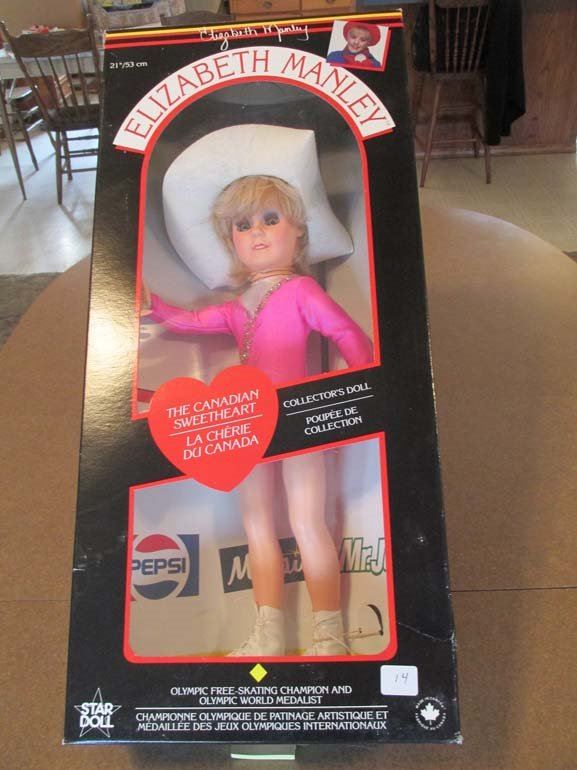 Elizabeth Manley
21"/53 cm
ELIZABETH MANLEY
THE CANADIAN
SWEETHEART
LA CHÉRIE
DU CANADA
COLLECTOR'S DOLL
POUPÉE DE
COLLECTION
PEPSI
Mr.J
14
OLYMPIC FREE-SKATING CHAMPION AND
OLYMPIC WORLD MEDALIST
CHAMPIONNE OLYMPIQUE DE PATINAGE ARTISTIQUE ET
MÉDAILLÉE DES JEUX OLYMPIQUES INTERNATIONAUX
STAR
DOLL